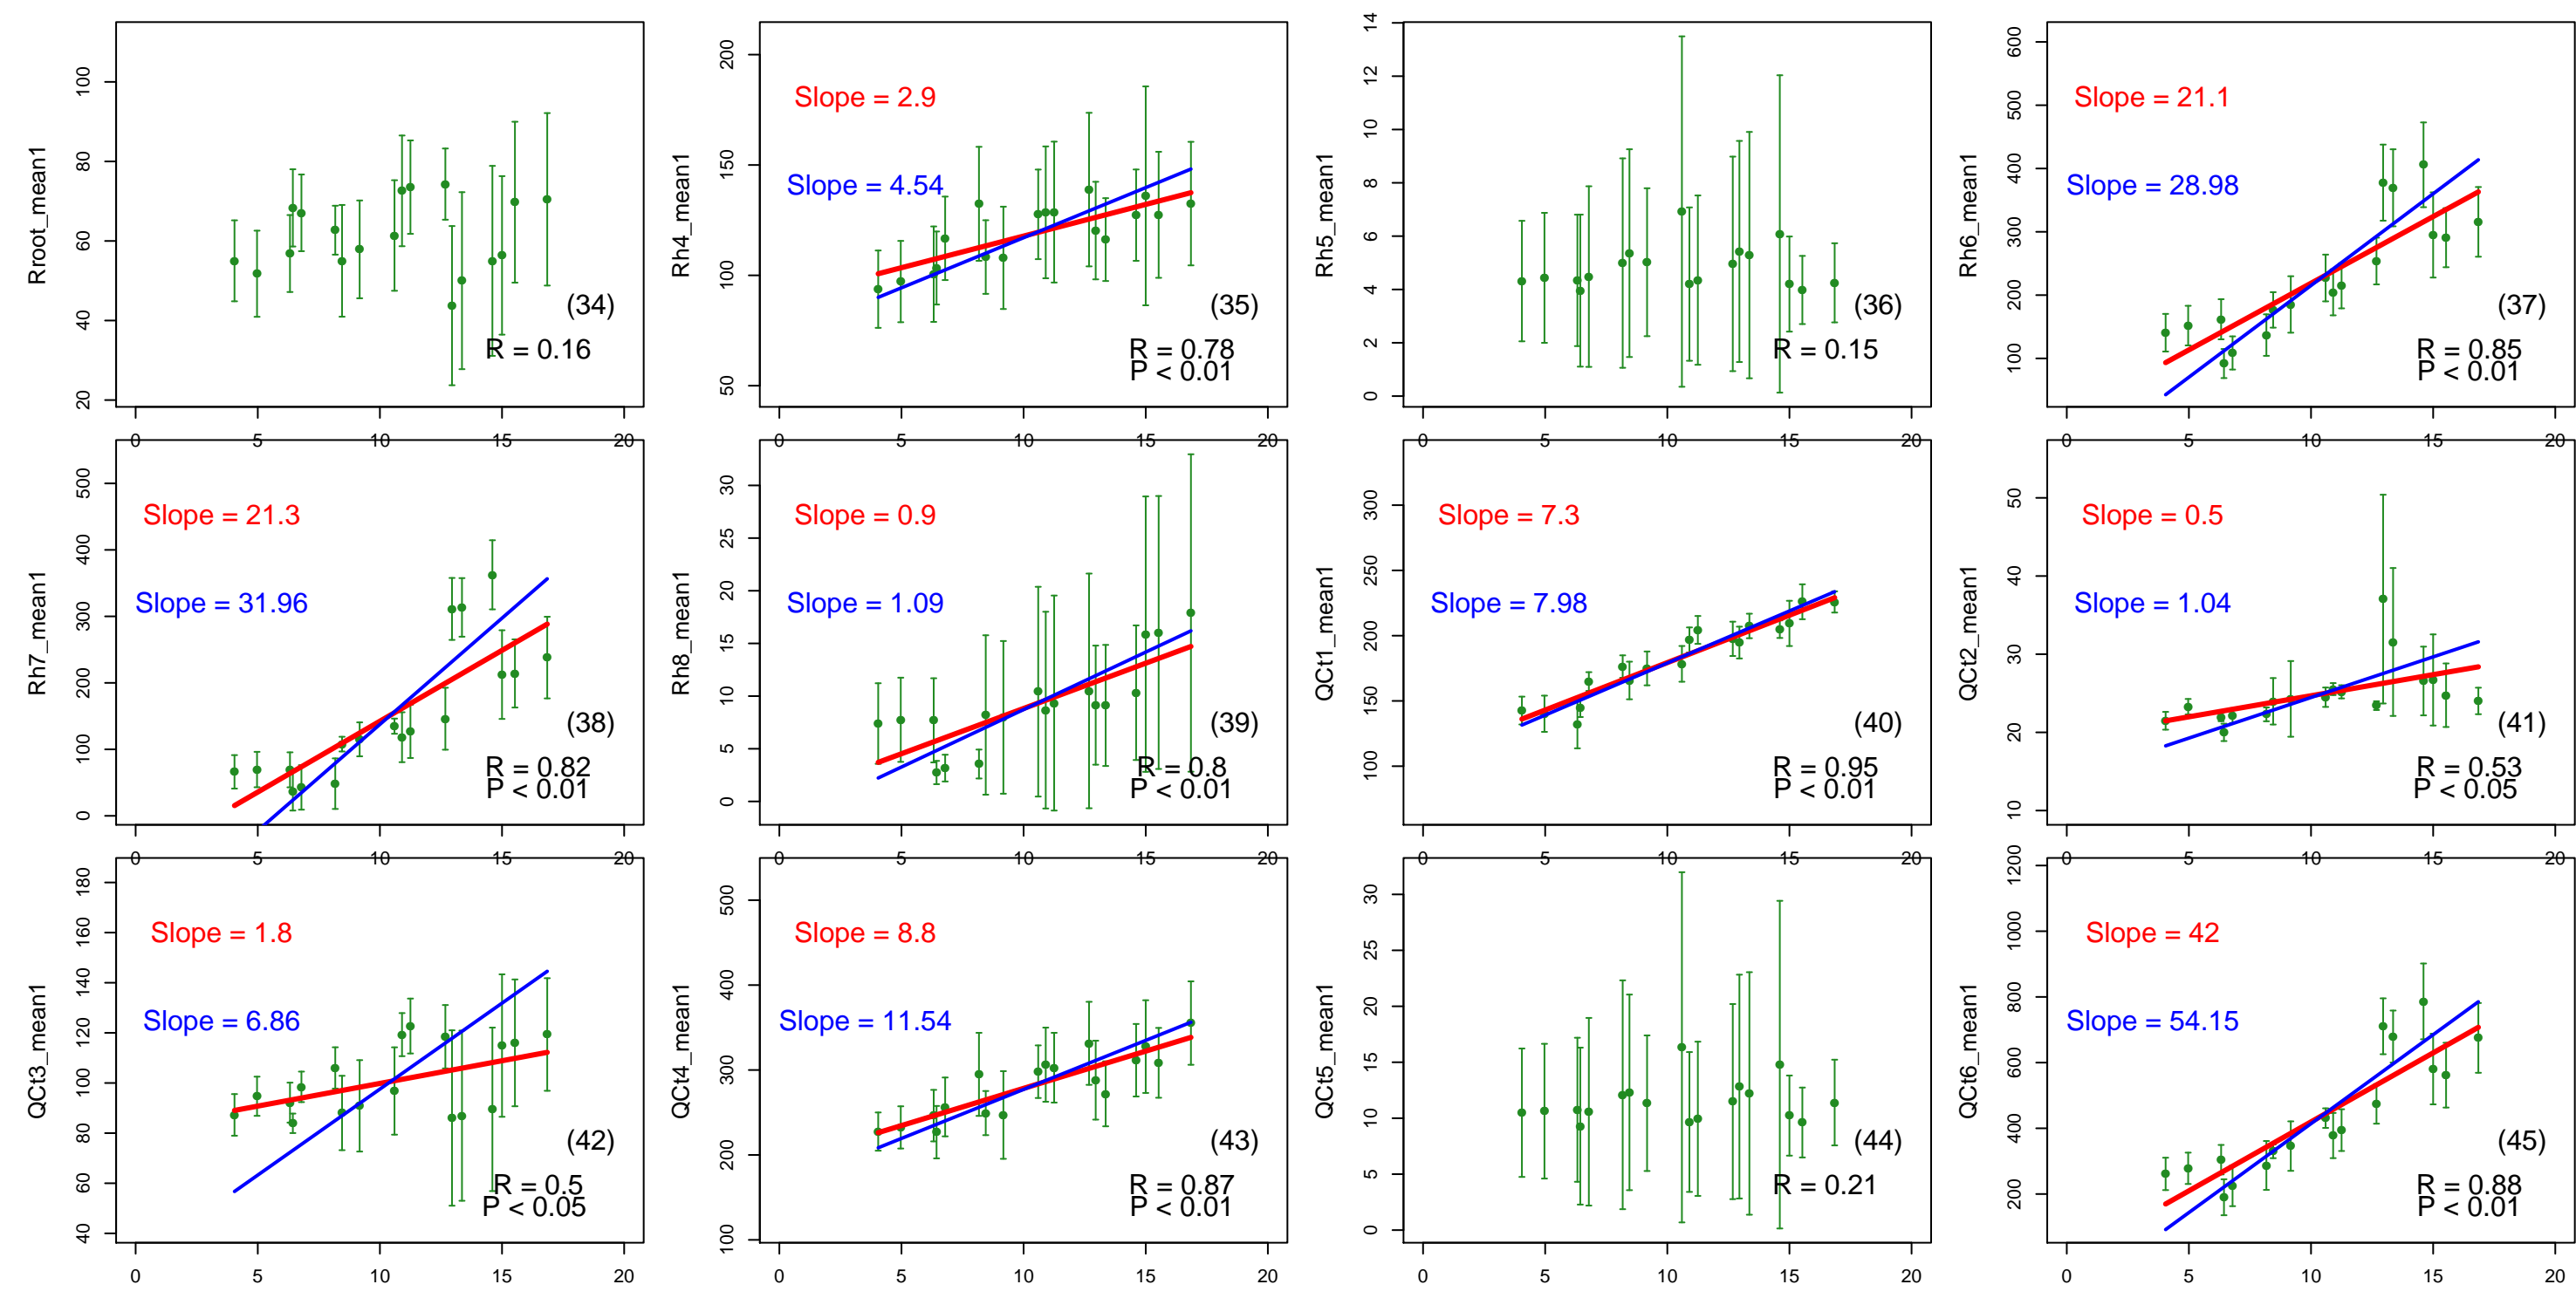 Rroot_mean1
20 40 60 80 100
(34)
R = 0.16
0 5 10 15 20
Rh4_mean1
50 100 150 200
Slope = 2.9
Slope = 4.54
(35)
R = 0.78
P < 0.01
0 5 10 15 20
Rh5_mean1
0 2 4 6 8 10 12 14
(36)
R = 0.15
0 5 10 15 20
Rh6_mean1
100 200 300 400 500 600
Slope = 21.1
Slope = 28.98
(37)
R = 0.85
P < 0.01
0 5 10 15 20
Rh7_mean1
0 100 200 300 400 500
Slope = 21.3
Slope = 31.96
(38)
R = 0.82
P < 0.01
0 5 10 15 20
Rh8_mean1
0 5 10 15 20 25 30
Slope = 0.9
Slope = 1.09
(39)
R = 0.8
P < 0.01
0 5 10 15 20
QCt1_mean1
100 150 200 250 300
Slope = 7.3
Slope = 7.98
(40)
R = 0.95
P < 0.01
0 5 10 15 20
QCt2_mean1
10 20 30 40 50
Slope = 0.5
Slope = 1.04
(41)
R = 0.53
P < 0.05
0 5 10 15 20
QCt3_mean1
40 60 80 100 120 140 160 180
Slope = 1.8
Slope = 6.86
(42)
R = 0.5
P < 0.05
0 5 10 15 20
QCt4_mean1
100 200 300 400 500
Slope = 8.8
Slope = 11.54
(43)
R = 0.87
P < 0.01
0 5 10 15 20
QCt5_mean1
0 5 10 15 20 25 30
(44)
R = 0.21
0 5 10 15 20
QCt6_mean1
200 400 600 800 1000 1200
Slope = 42
Slope = 54.15
(45)
R = 0.88
P < 0.01
0 5 10 15 20